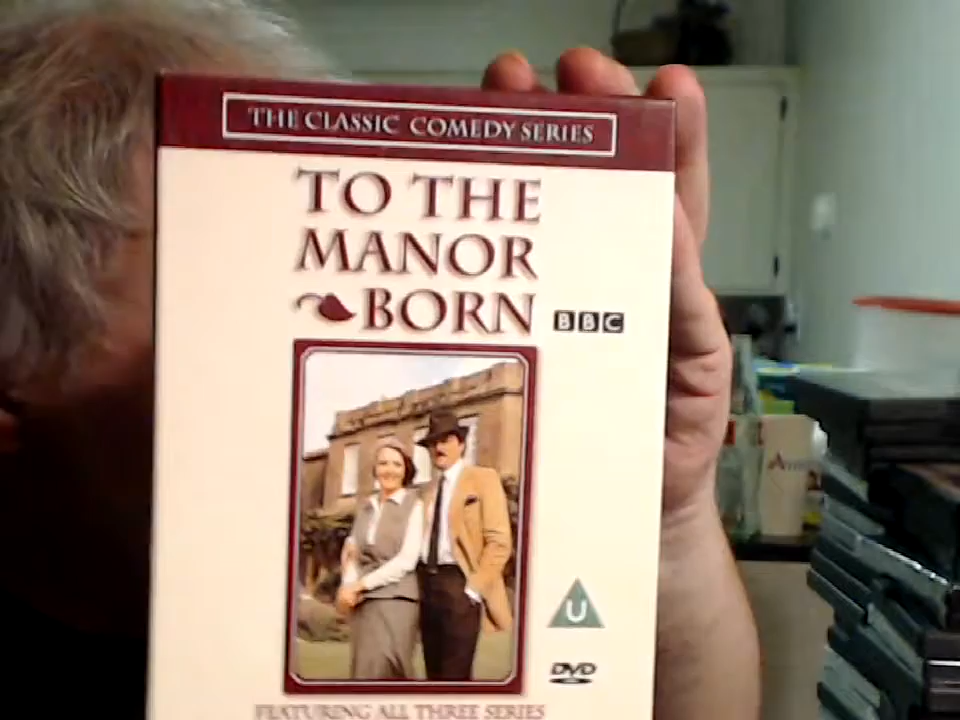 THE CLASSIC COMEDY SERIES
TO THE
MANOR
BORN
BBC
U
DVD
FEATURING ALL THREE SERIES